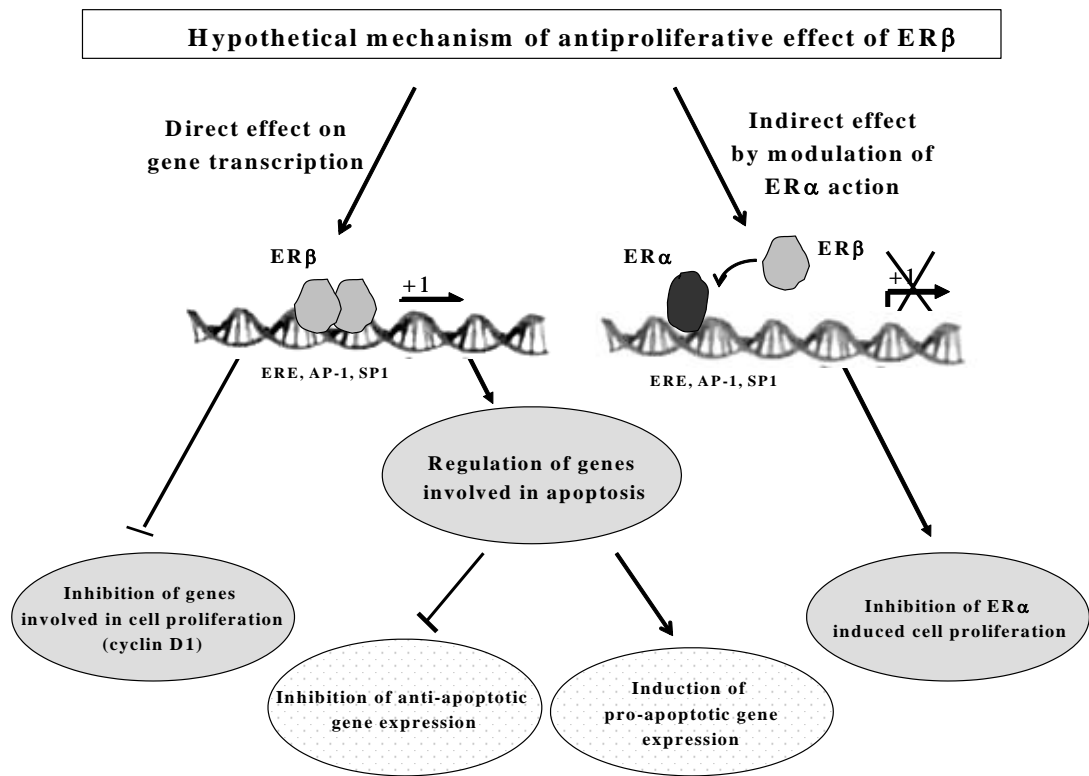 Hypothetical mechanism of antiproliferative effect of ERβ
Direct effect on
gene transcription
Indirect effect
by modulation of
ERα action
ERβ
+1
ERE, AP-1, SP1
ERα
ERβ
+1
ERE, AP-1, SP1
Regulation of genes
involved in apoptosis
Inhibition of genes
involved in cell proliferation
(cyclin D1)
Inhibition of anti-apoptotic
gene expression
Induction of
pro-apoptotic gene
expression
Inhibition of ERα
induced cell proliferation